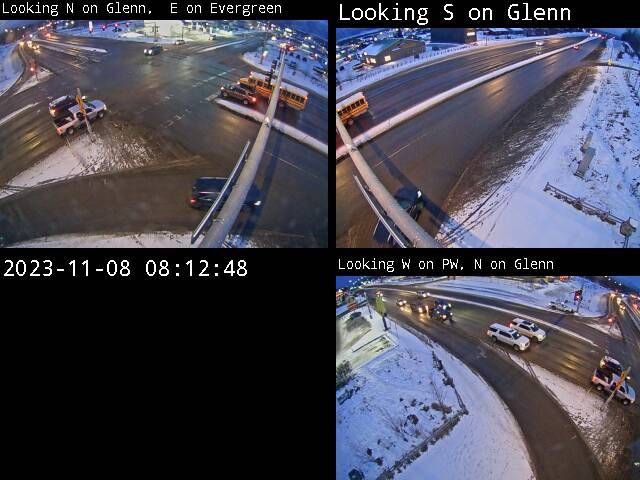 Looking N on Glenn, E on Evergreen
Looking S on Glenn
2023-11-08 08:12:48
Looking W on PW, N on Glenn